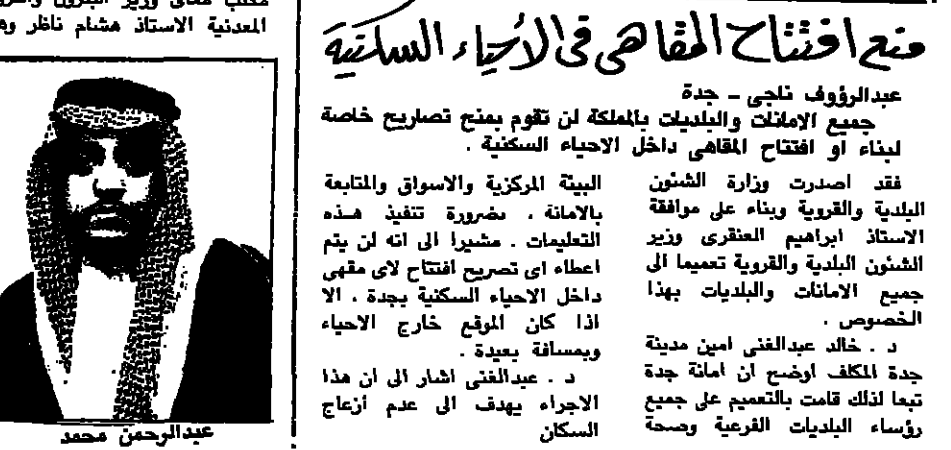 المعدنية الاستاذ هشام ناظر
عبدالرحمن محمد
منع افتتاح المقاهى فى الأحياء السكنية
عبدالرؤوف ناجى - جدة
جميع الامانات والبلديات بالمملكة لن تقوم بمنح تصاريح خاصة
لبناء او افتتاح المقاهى داخل الاحياء السكنية .
فقد اصدرت وزارة الشئون
البلدية والقروية وبناء على موافقة
الاستاذ ابراهيم العنقرى وزير
الشئون البلدية والقروية تعميما الى
جميع الامانات والبلديات بهذا
الخصوص .
د . خالد عبدالغنى امين مدينة
جدة المكلف اوضح ان امانة جدة
تبعا لذلك قامت بالتعميم على جميع
رؤساء البلديات الفرعية وصحة
البيئة المركزية والاسواق والمتابعة
بالامانة ، بضرورة تنفيذ هذه
التعليمات . مشيرا الى انه لن يتم
اعطاء اى تصريح افتتاح لاى مقهى
داخل الاحياء السكنية بجدة ، الا
اذا كان الموقع خارج الاحياء
وبمسافة بعيدة .
د . عبدالغنى اشار الى ان هذا
الاجراء يهدف الى عدم ازعاج
السكان